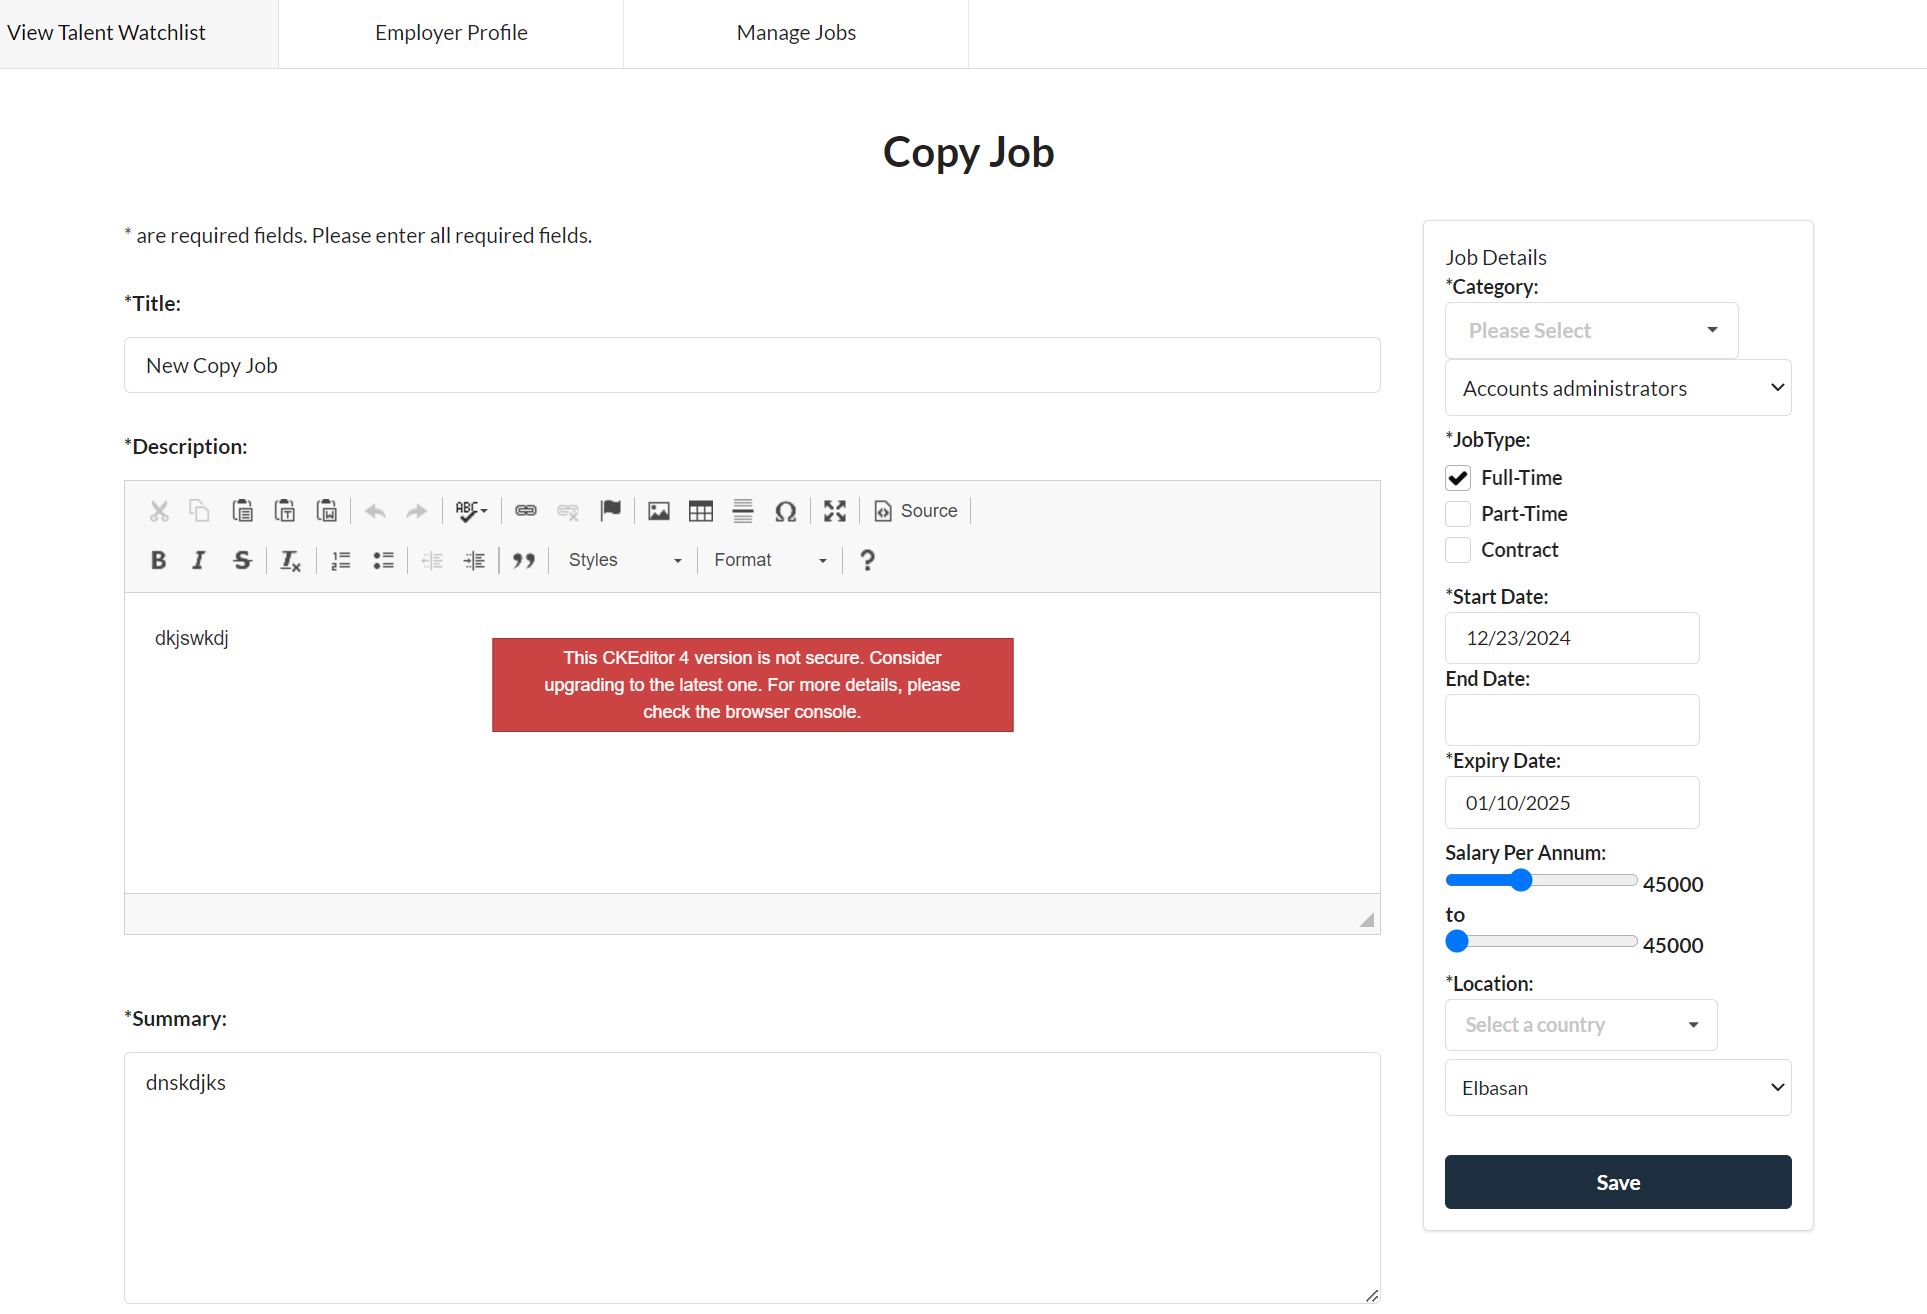 View Talent Watchlist
Employer Profile
Manage Jobs
Copy Job
* are required fields. Please enter all required fields.
*Title:
New Copy Job
*Description:
ABC
Source
B I S Tx
Styles
Format
?
dkjswkdj
This CKEditor 4 version is not secure. Consider
upgrading to the latest one. For more details, please
check the browser console.
*Summary:
dnskdjks
Job Details
*Category:
Please Select
Accounts administrators
*JobType:
Full-Time
Part-Time
Contract
*Start Date:
12/23/2024
End Date:
*Expiry Date:
01/10/2025
Salary Per Annum:
45000
to
45000
*Location:
Select a country
Elbasan
Save